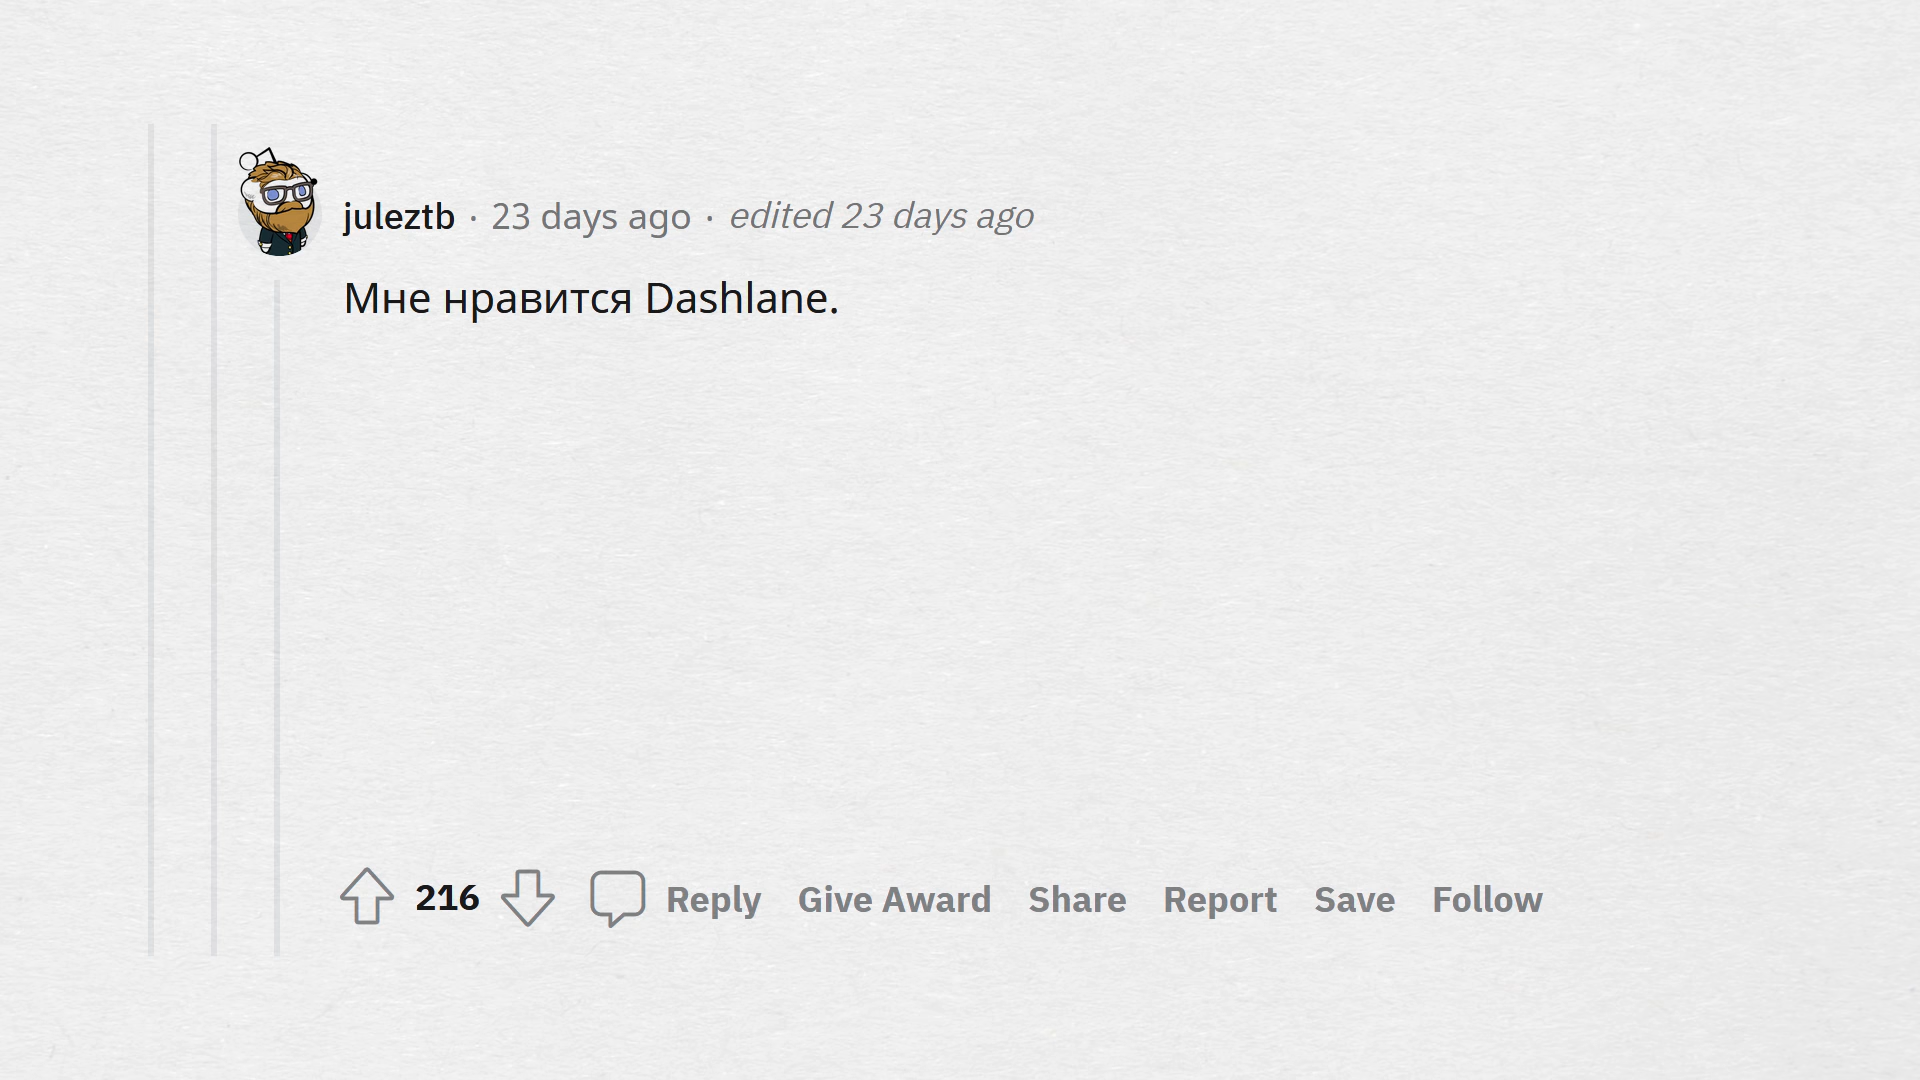 juleztb · 23 days ago · edited 23 days ago
Мне нравится Dashlane.
216 Reply Give Award Share Report Save Follow